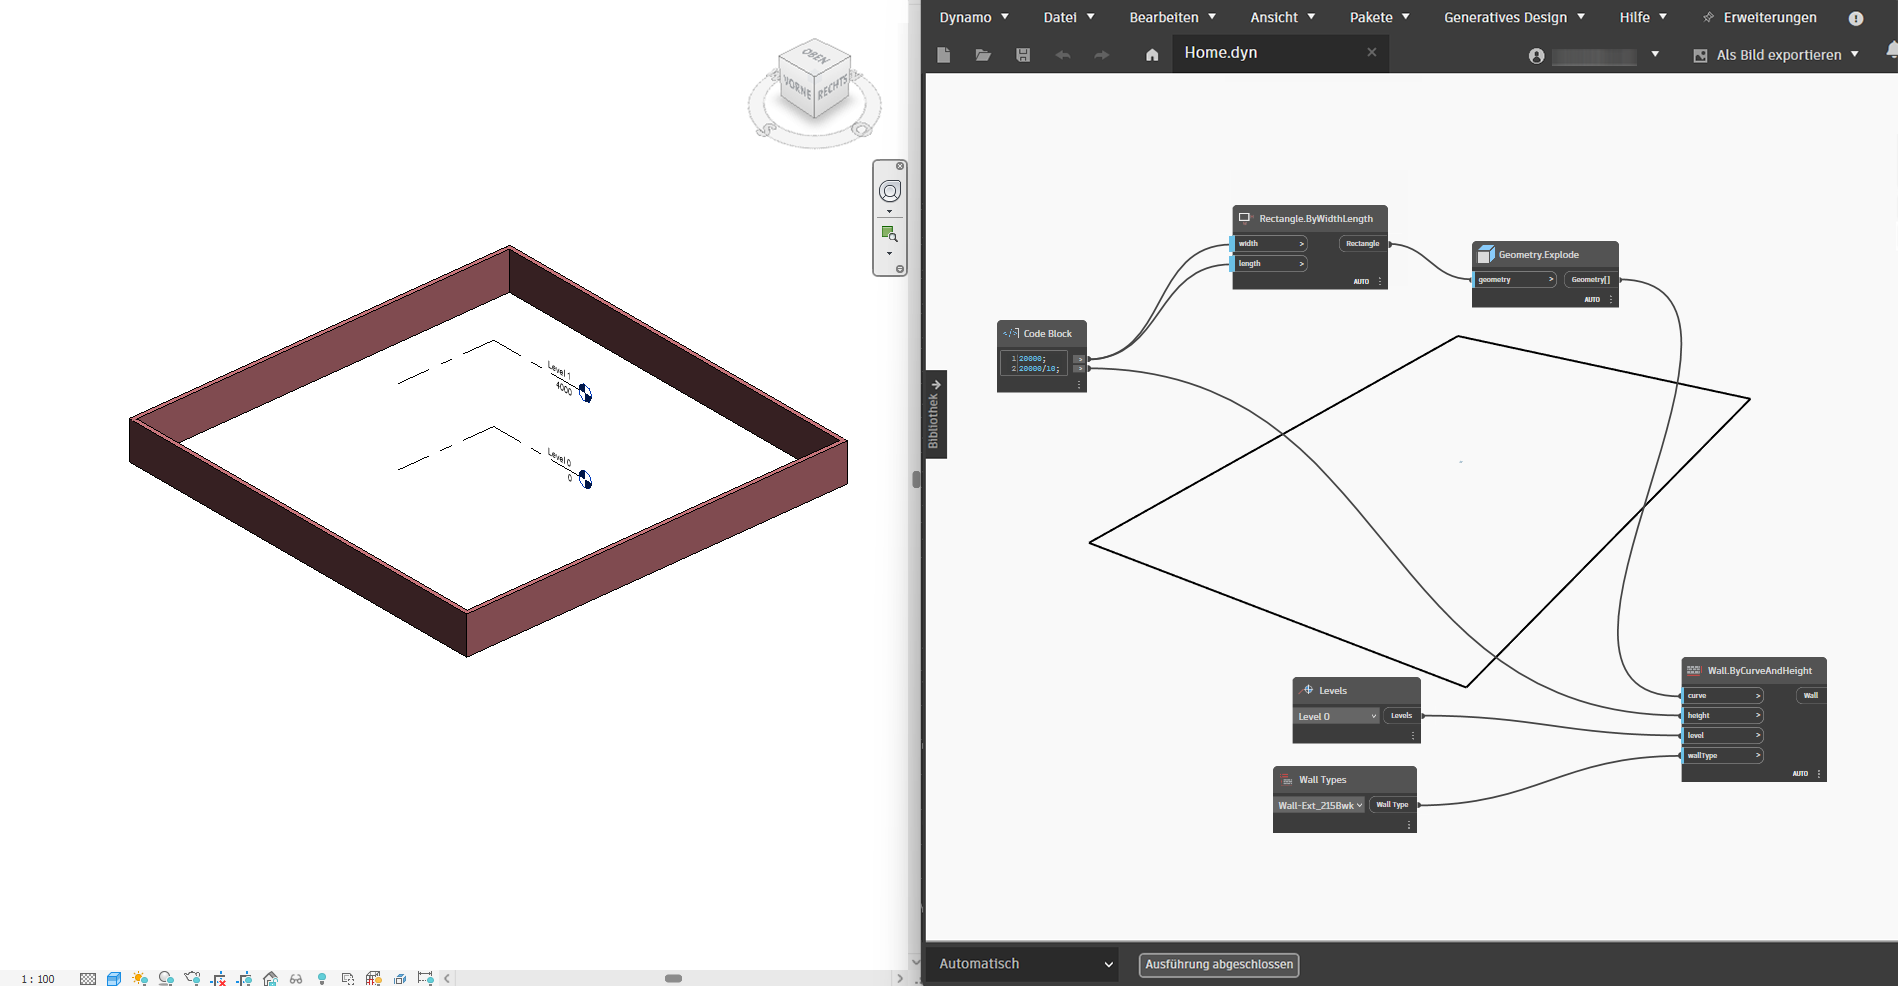 OBEN
VORNE
RECHTS
S
O
Level 1
4000
Level 0
0
1 : 100
Dynamo
Datei
Bearbeiten
Ansicht
Pakete
Generatives Design
Hilfe
Erweiterungen
Home.dyn
Als Bild exportieren
Bibliothek
Rectangle.ByWidthLength
width >
Rectangle
length >
AUTO
Geometry.Explode
geometry >
Geometry[]
AUTO
Code Block
1 20000; >
2 20000/10; >
Levels
Level 0
Levels
Wall Types
Wall-Ext_215Bwk
Wall Type
Wall.ByCurveAndHeight
curve >
Wall
height >
level >
wallType >
AUTO
Automatisch
Ausführung abgeschlossen